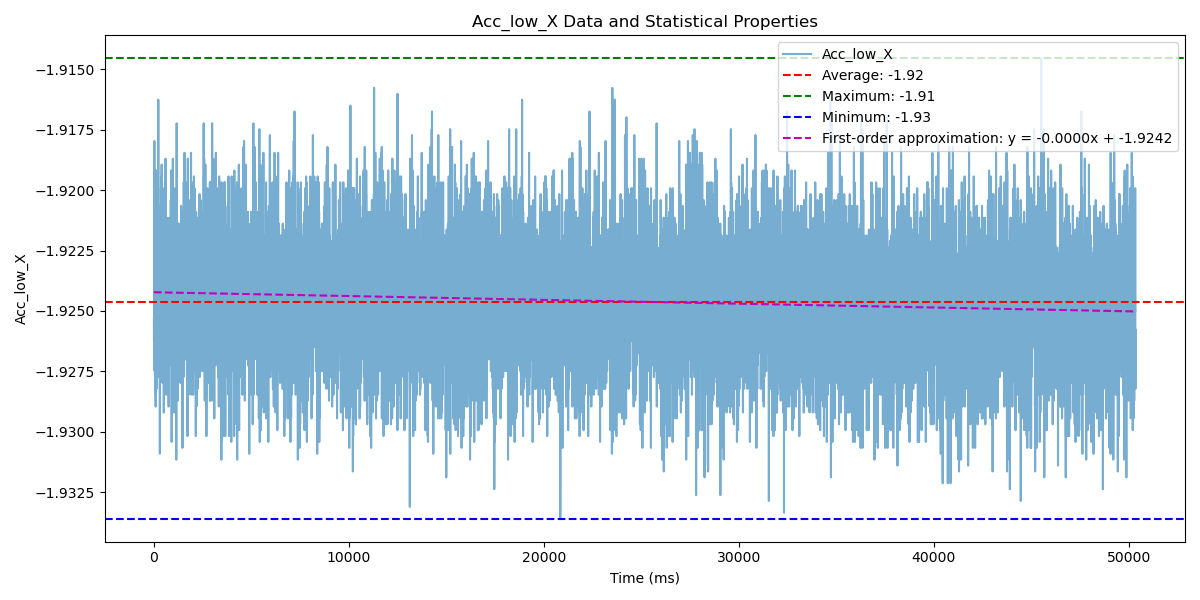 Acc_low_X Data and Statistical Properties
Acc_low_X
Average: -1.92
Maximum: -1.91
Minimum: -1.93
First-order approximation: y = -0.0000x + -1.9242
Acc_low_X
−1.9150
−1.9175
−1.9200
−1.9225
−1.9250
−1.9275
−1.9300
−1.9325
0 10000 20000 30000 40000 50000
Time (ms)